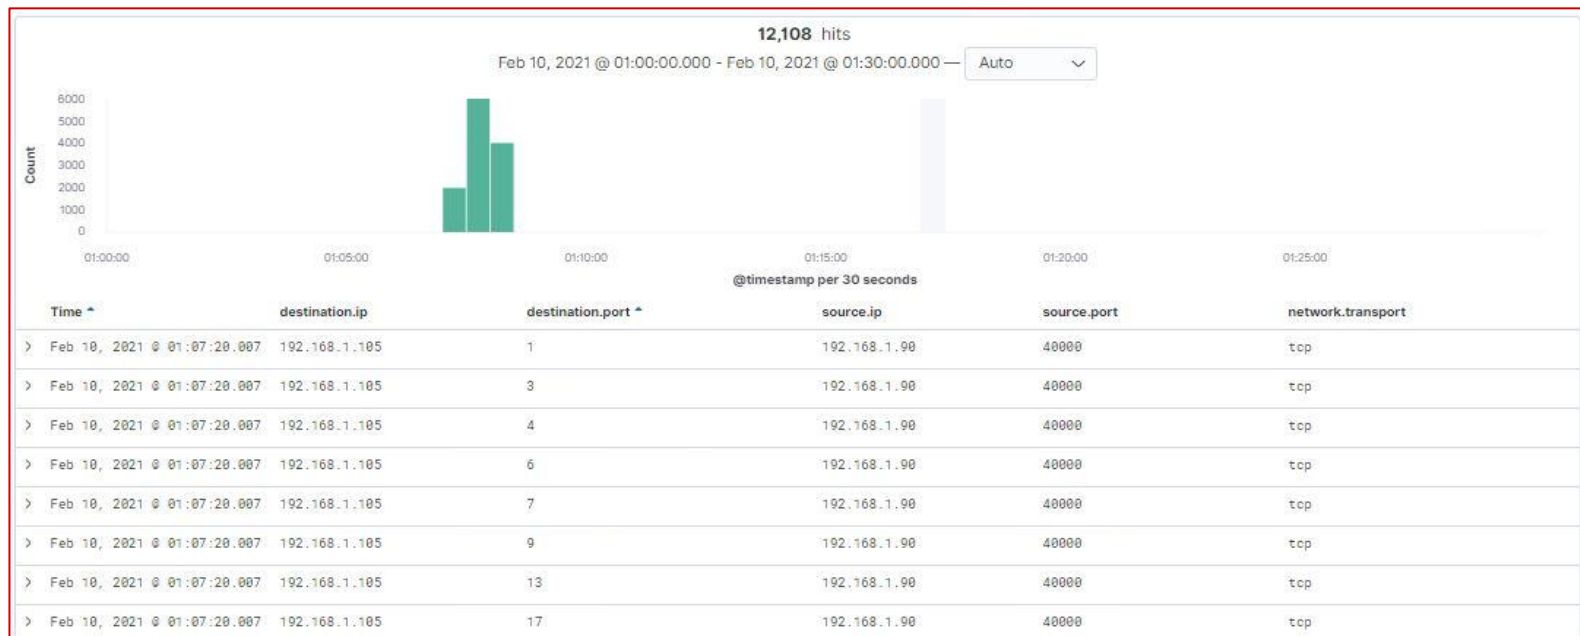 12,108 hits
Feb 10, 2021 @ 01:00:00.000 - Feb 10, 2021 @ 01:30:00.000 — Auto
6000
5000
4000
3000
2000
1000
0
Count
01:00:00 01:05:00 01:10:00 01:15:00 01:20:00 01:25:00
@timestamp per 30 seconds
Time destination.ip destination.port source.ip source.port network.transport
Feb 10, 2021 @ 01:07:20.007 192.168.1.105 1 192.168.1.90 40000 tcp
Feb 10, 2021 @ 01:07:20.007 192.168.1.105 3 192.168.1.90 40000 tcp
Feb 10, 2021 @ 01:07:20.007 192.168.1.105 4 192.168.1.90 40000 tcp
Feb 10, 2021 @ 01:07:20.007 192.168.1.105 6 192.168.1.90 40000 tcp
Feb 10, 2021 @ 01:07:20.007 192.168.1.105 7 192.168.1.90 40000 tcp
Feb 10, 2021 @ 01:07:20.007 192.168.1.105 9 192.168.1.90 40000 tcp
Feb 10, 2021 @ 01:07:20.007 192.168.1.105 13 192.168.1.90 40000 tcp
Feb 10, 2021 @ 01:07:20.007 192.168.1.105 17 192.168.1.90 40000 tcp